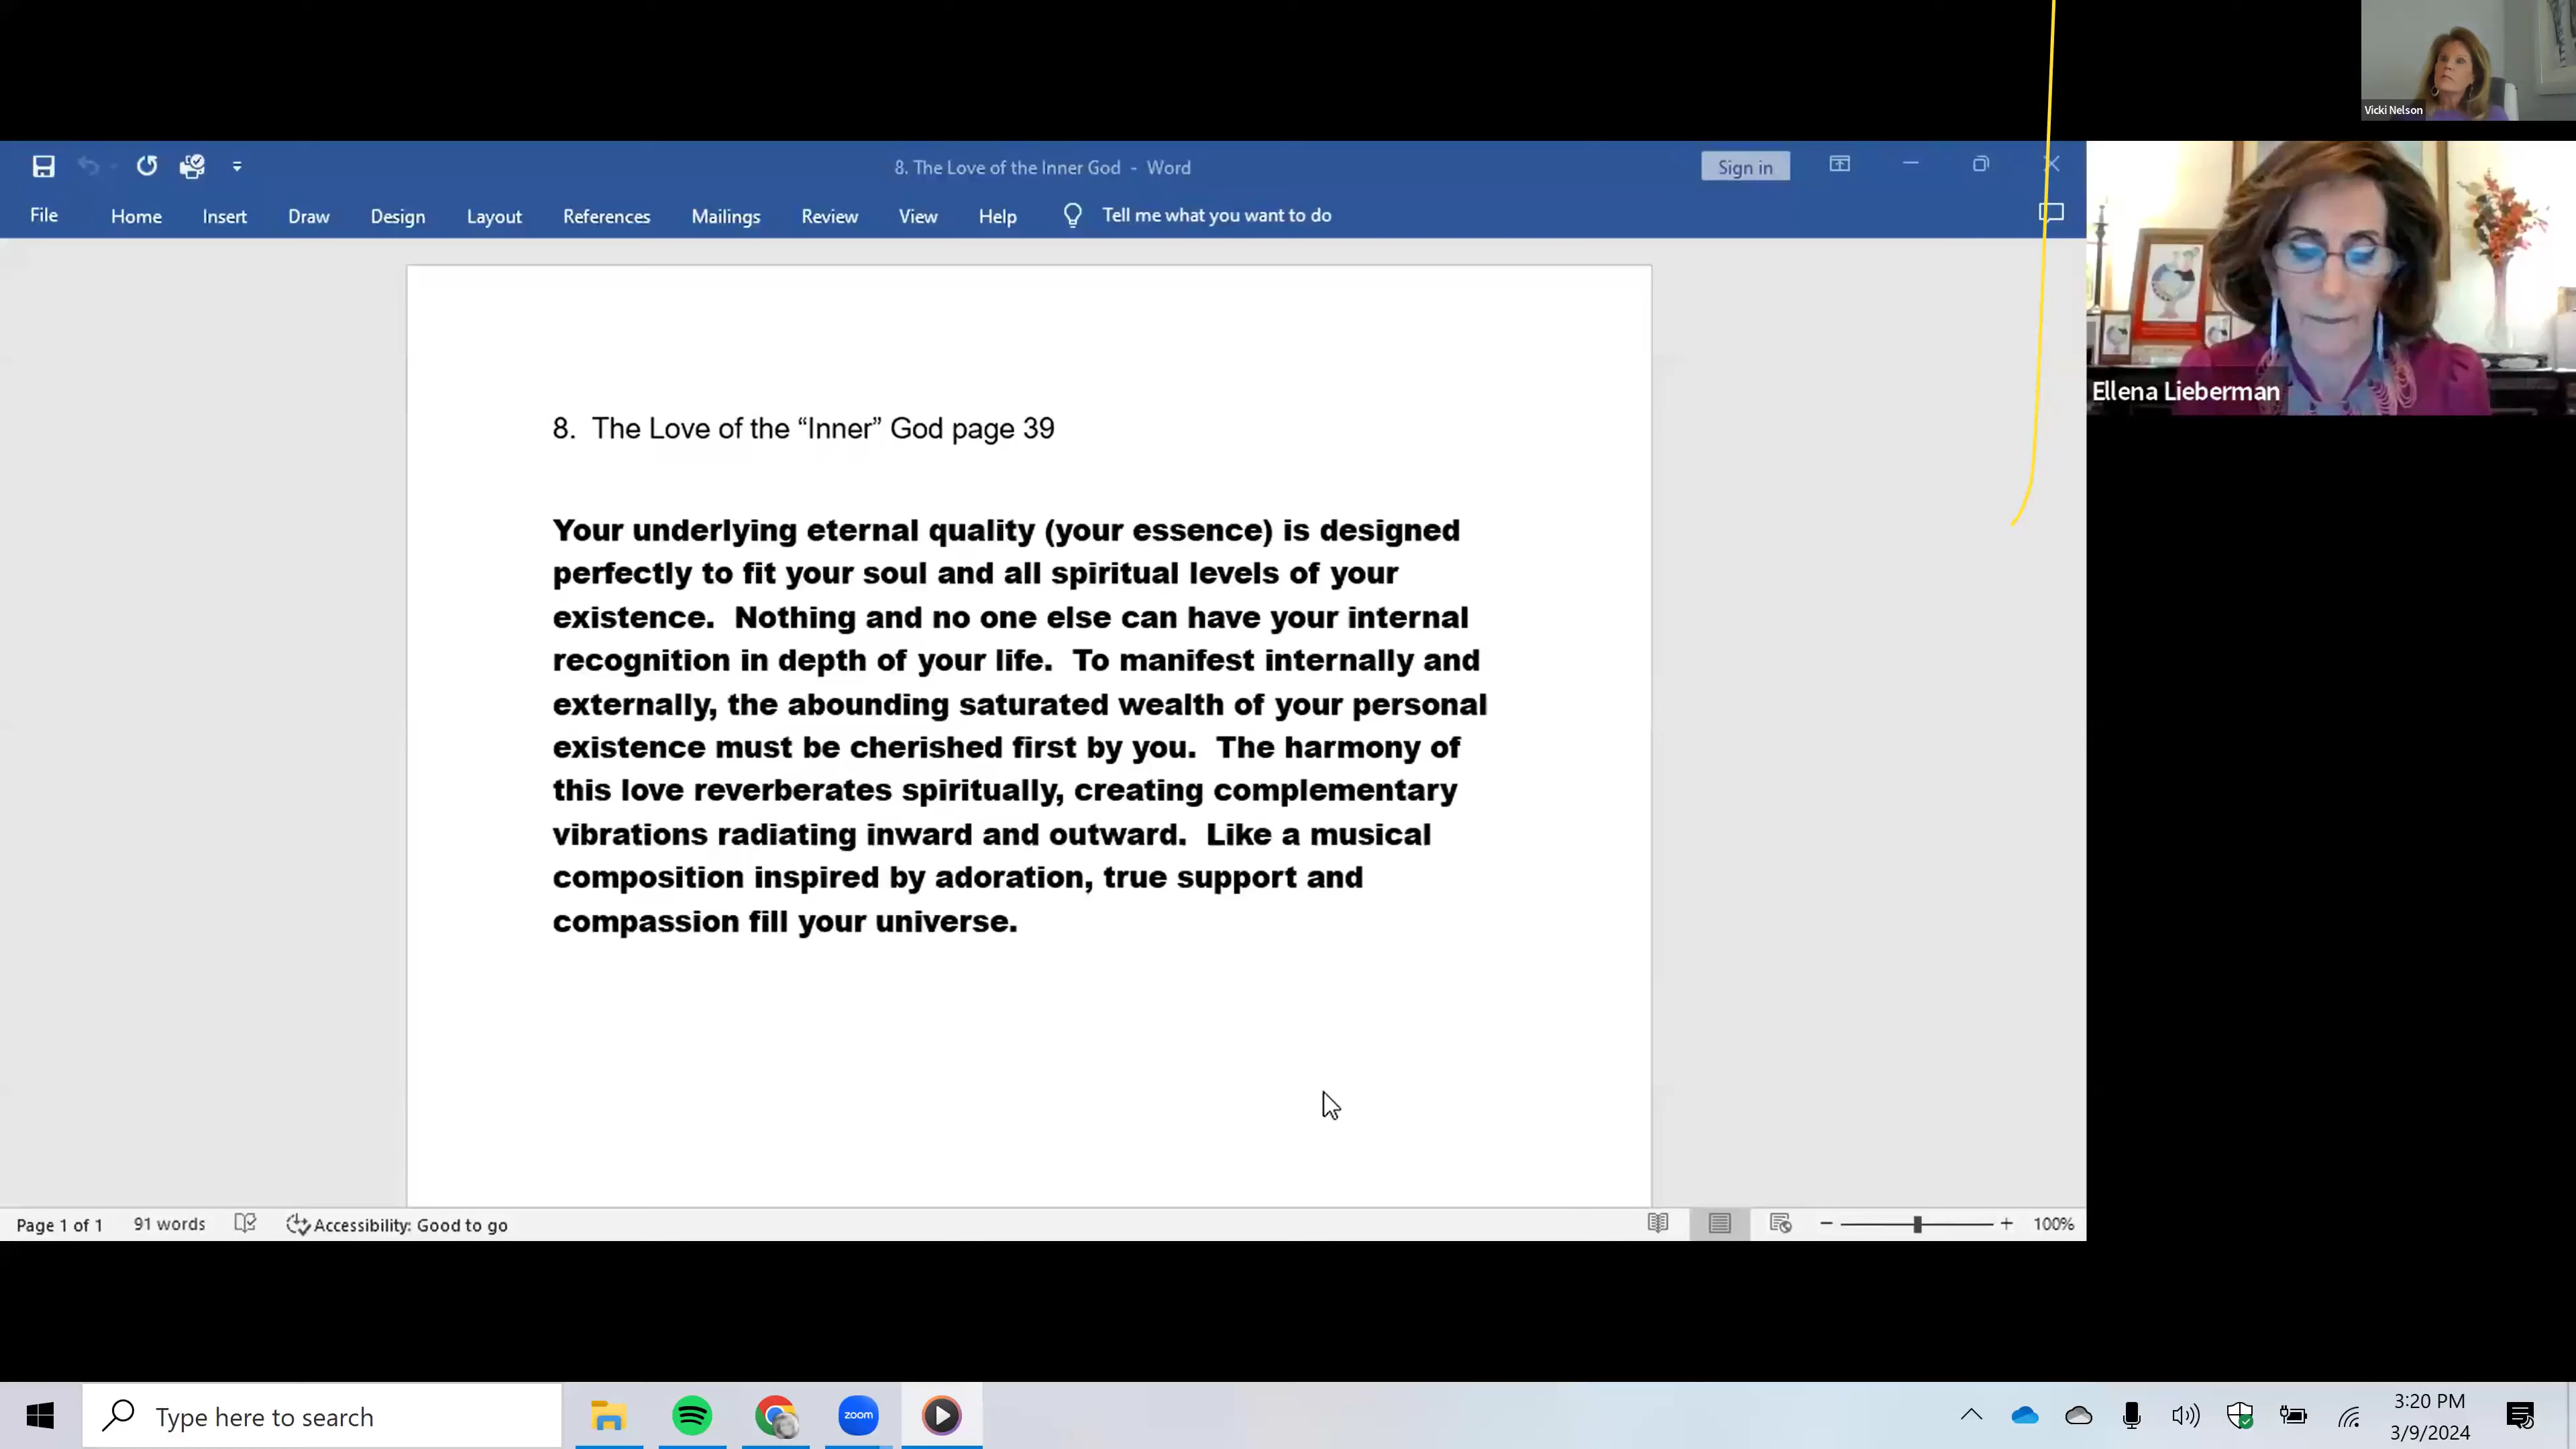 Vicki Nelson
8. The Love of the Inner God - Word
Sign in
File Home Insert Draw Design Layout References Mailings Review View Help Tell me what you want to do
Ellena Lieberman
8. The Love of the “Inner” God page 39
Your underlying eternal quality (your essence) is designed
perfectly to fit your soul and all spiritual levels of your
existence. Nothing and no one else can have your internal
recognition in depth of your life. To manifest internally and
externally, the abounding saturated wealth of your personal
existence must be cherished first by you. The harmony of
this love reverberates spiritually, creating complementary
vibrations radiating inward and outward. Like a musical
composition inspired by adoration, true support and
compassion fill your universe.
Page 1 of 1 91 words Accessibility: Good to go 100%
Type here to search
zoom
3:20 PM
3/9/2024